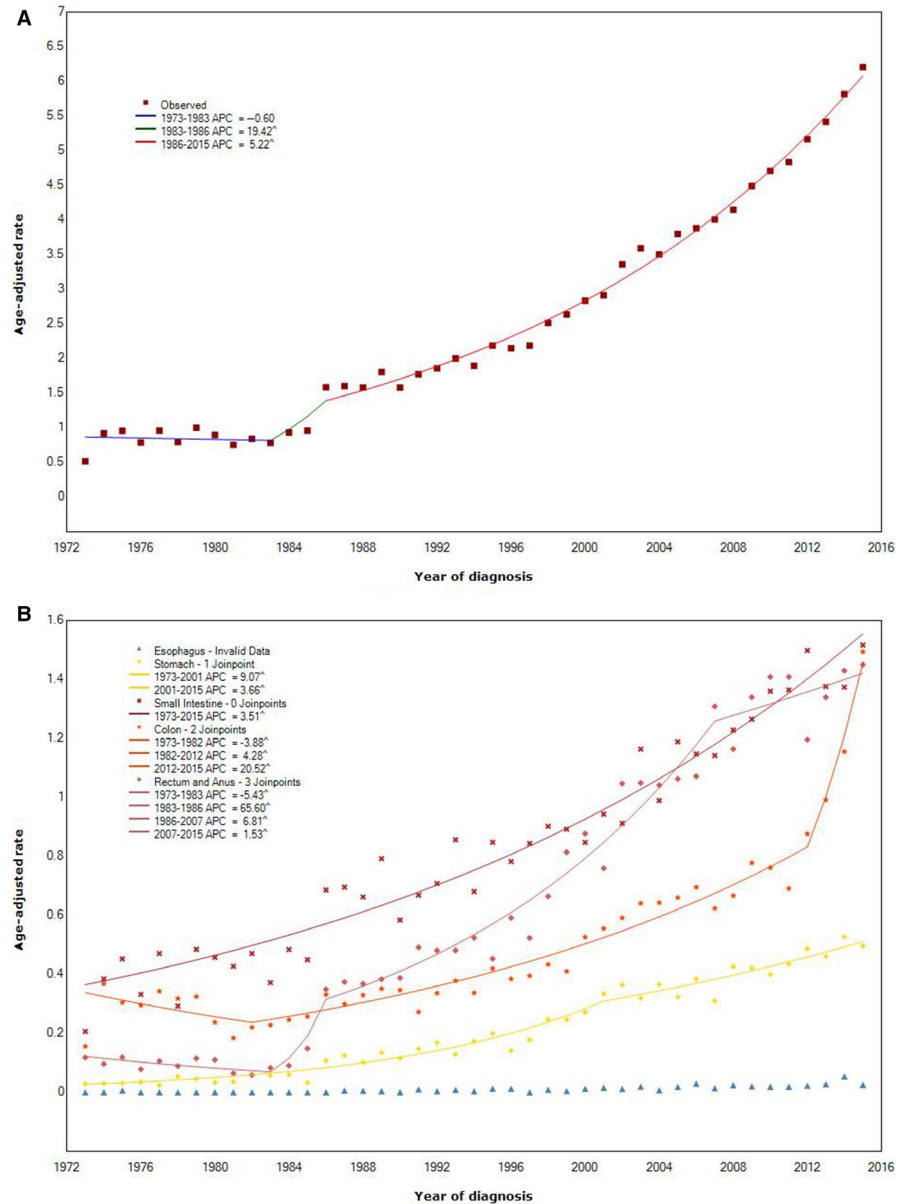 A
7
6.5
6
5.5
5
4.5
4
3.5
3
2.5
2
1.5
1
0.5
0
Age-adjusted rate
Observed
1973-1983 APC = −0.60
1983-1986 APC = 19.42^
1986-2015 APC = 5.22^
1972 1976 1980 1984 1988 1992 1996 2000 2004 2008 2012 2016
Year of diagnosis
B
1.6
1.4
1.2
1
0.8
0.6
0.4
0.2
0
Age-adjusted rate
Esophagus - Invalid Data
Stomach - 1 Joinpoint
1973-2001 APC = 9.07^
2001-2015 APC = 3.66^
Small Intestine - 0 Joinpoints
1973-2015 APC = 3.51^
Colon - 2 Joinpoints
1973-1982 APC = -3.88^
1982-2012 APC = 4.28^
2012-2015 APC = 20.52^
Rectum and Anus - 3 Joinpoints
1973-1983 APC = -5.43^
1983-1986 APC = 65.60^
1986-2007 APC = 6.81^
2007-2015 APC = 1.53^
1972 1976 1980 1984 1988 1992 1996 2000 2004 2008 2012 2016
Year of diagnosis